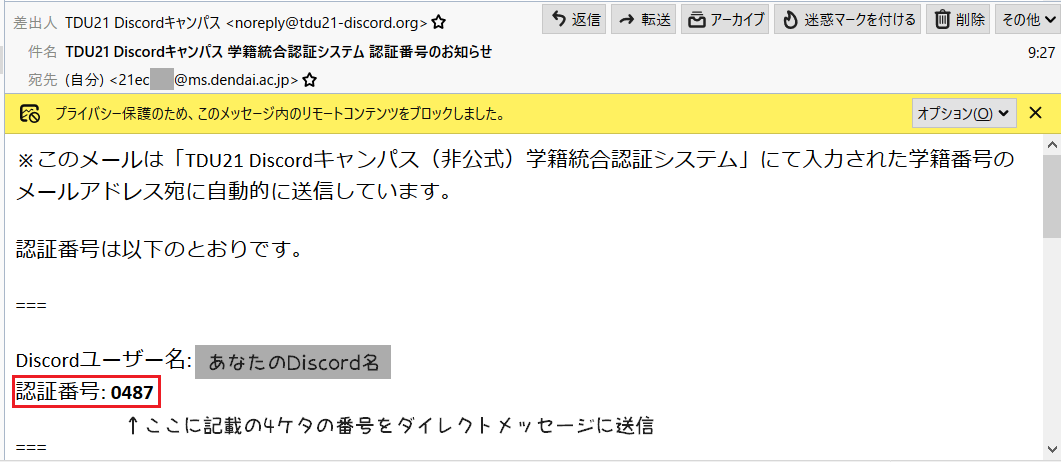 差出人 TDU21 Discordキャンパス <noreply@tdu21-discord.org>
返信 転送 アーカイブ 迷惑マークを付ける 削除 その他
件名 TDU21 Discordキャンパス 学籍統合認証システム 認証番号のお知らせ 9:27
宛先 (自分) <21ec @ms.dendai.ac.jp>
プライバシー保護のため、このメッセージ内のリモートコンテンツをブロックしました。 オプション(O)
※このメールは「TDU21 Discordキャンパス（非公式）学籍統合認証システム」にて入力された学籍番号の
メールアドレス宛に自動的に送信しています。
認証番号は以下のとおりです。
===
Discordユーザー名: あなたのDiscord名
認証番号: 0487
↑ここに記載の4ケタの番号をダイレクトメッセージに送信
===